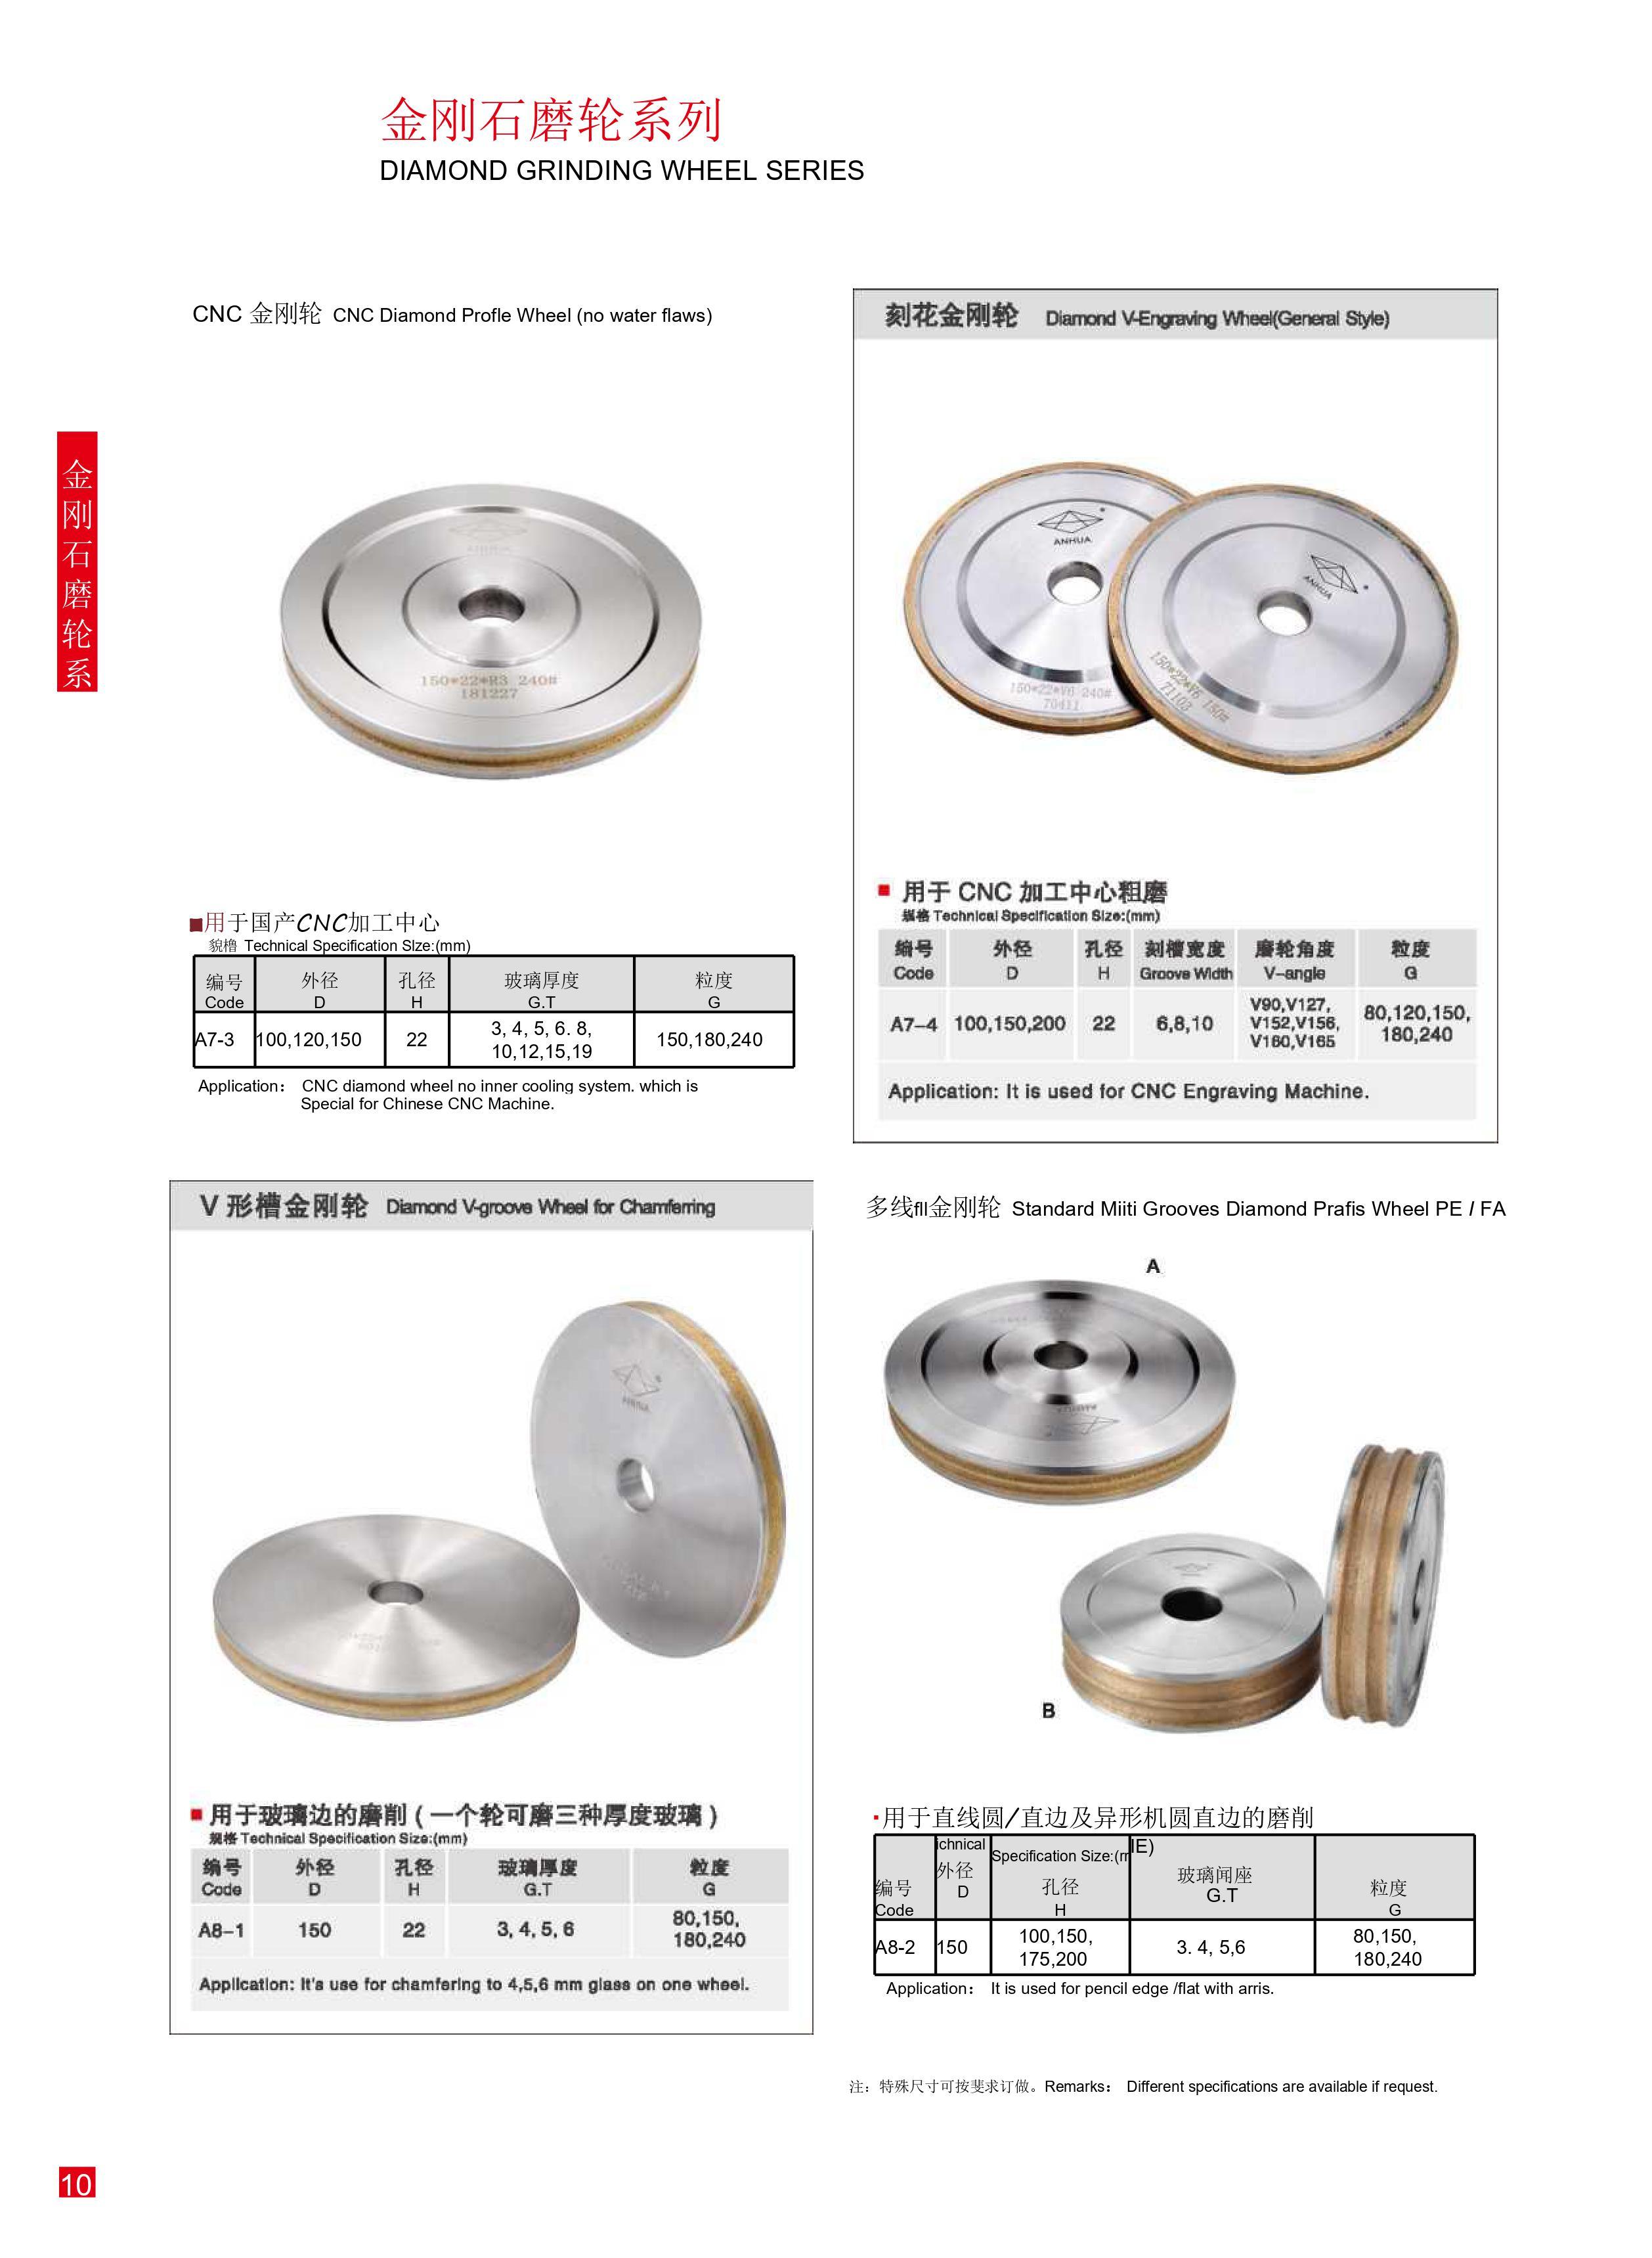 金刚石磨轮系列
DIAMOND GRINDING WHEEL SERIES
金刚石磨轮系
CNC 金刚轮 CNC Diamond Profle Wheel (no water flaws)
ANHUA
150*22*R3 240#
181227
■用于国产CNC加工中心
貌橹 Technical Specification SIze:(mm)
编号 外径 孔径 玻璃厚度 粒度
Code D H G.T G
A7-3 100,120,150 22 3, 4, 5, 6. 8, 150,180,240
10,12,15,19
Application： CNC diamond wheel no inner cooling system. which is
Special for Chinese CNC Machine.
刻花金刚轮 Diamond V-Engraving Wheel(General Style)
ANHUA
150*22*V6 240#
70411
ANHUA
150*22*V6 150#
71103
用于 CNC 加工中心粗磨
规格 Technical Specification Size:(mm)
编号 外径 孔径 刻槽宽度 磨轮角度 粒度
Code D H Groove Width V-angle G
A7-4 100,150,200 22 6,8,10 V90,V127, 80,120,150,
V152,V156, 180,240
V160,V165
Application: It is used for CNC Engraving Machine.
V 形槽金刚轮 Diamond V-groove Wheel for Chamferring
ANHUA
用于玻璃边的磨削 ( 一个轮可磨三种厚度玻璃 )
规格 Technical Specification Size:(mm)
编号 外径 孔径 玻璃厚度 粒度
Code D H G.T G
A8-1 150 22 3, 4, 5, 6 80,150,
180,240
Application: It's use for chamfering to 4,5,6 mm glass on one wheel.
多线fll金刚轮 Standard Miiti Grooves Diamond Prafis Wheel PE / FA
A
ANHUA
B
用于直线圆/直边及异形机圆直边的磨削
ichnical Specification Size:(m IE)
编号 外径 孔径 玻璃闾座 粒度
Code D H G.T G
A8-2 150 100,150, 3. 4, 5,6 80,150,
175,200 180,240
Application： It is used for pencil edge /flat with arris.
注：特殊尺寸可按斐求订做。Remarks： Different specifications are available if request.
10